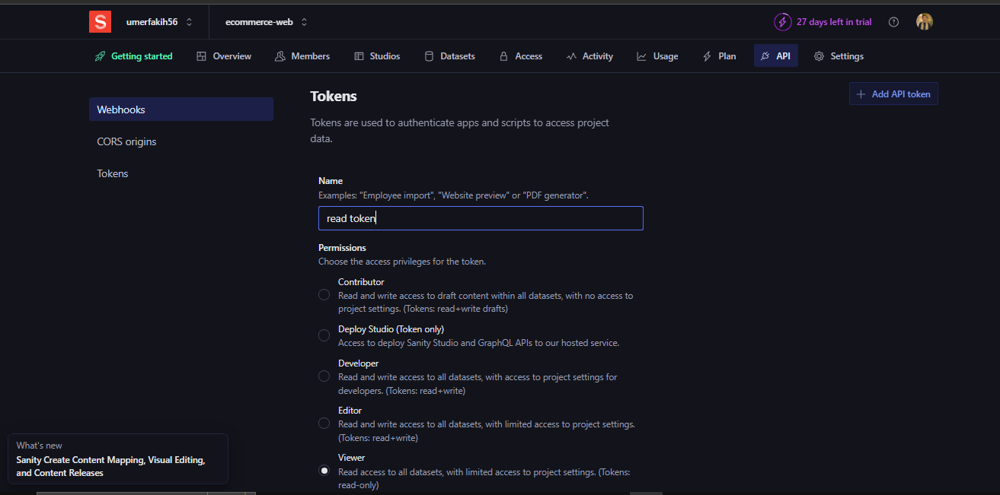 S umerfakih56 ecommerce-web 27 days left in trial
Getting started Overview Members Studios Datasets Access Activity Usage Plan API Settings
Webhooks
CORS origins
Tokens
Tokens
+ Add API token
Tokens are used to authenticate apps and scripts to access project
data.
Name
Examples: "Employee import", "Website preview" or "PDF generator".
read token
Permissions
Choose the access privileges for the token.
Contributor
Read and write access to draft content within all datasets, with no access to
project settings. (Tokens: read+write drafts)
Deploy Studio (Token only)
Access to deploy Sanity Studio and GraphQL APIs to our hosted service.
Developer
Read and write access to all datasets, with access to project settings for
developers. (Tokens: read+write)
Editor
Read and write access to all datasets, with limited access to project settings.
(Tokens: read+write)
Viewer
Read access to all datasets, with limited access to project settings. (Tokens:
read-only)
What's new
Sanity Create Content Mapping, Visual Editing,
and Content Releases